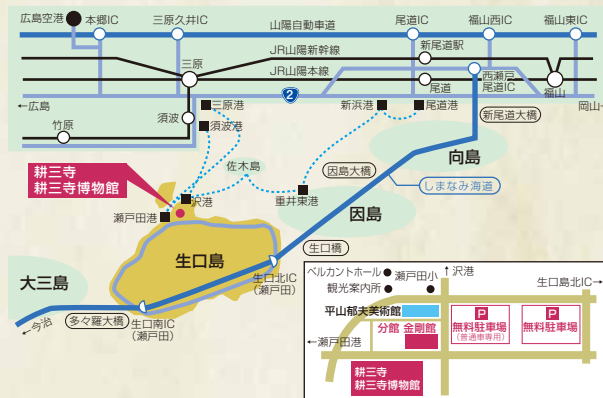 広島空港
本郷IC
三原久井IC
山陽自動車道
尾道IC
福山西IC
福山東IC
JR山陽新幹線
新尾道駅
三原
JR山陽本線
尾道
西瀬戸
尾道IC
福山
←広島
2
岡山→
三原港
新浜港
尾道港
須波
須波港
新尾道大橋
竹原
佐木島
向島
耕三寺
耕三寺博物館
因島大橋
しまなみ海道
沢港
瀬戸田港
重井東港
因島
生口橋
生口島
生口北IC
(瀬戸田)
大三島
←今治
多々羅大橋
生口南IC
(瀬戸田)
ベルカントホール
瀬戸田小
↑沢港
生口島北IC→
観光案内所
平山郁夫美術館
分館 金剛館
P
無料駐車場
(普通車専用)
P
無料駐車場
←瀬戸田港
耕三寺
耕三寺博物館